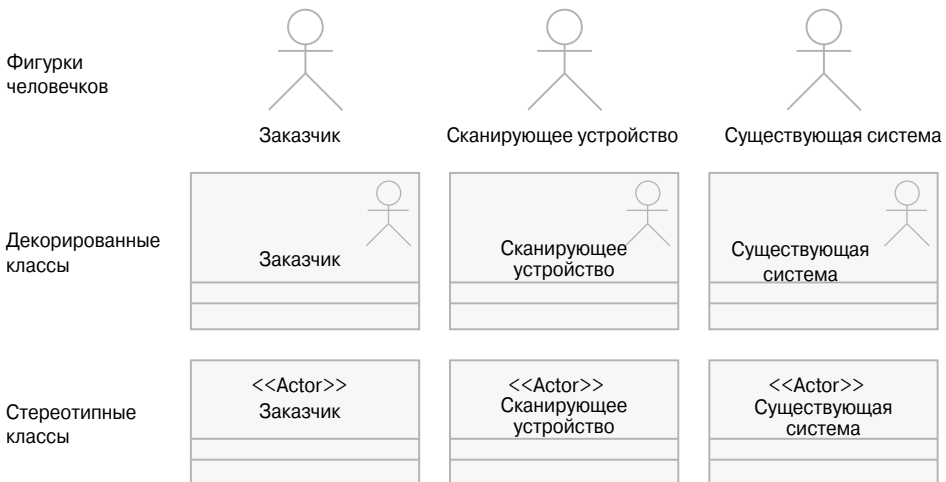 Фигурки
человечков
Заказчик
Сканирующее устройство
Существующая система
Декорированные
классы
Заказчик
Сканирующее
устройство
Существующая
система
Стереотипные
классы
<<Actor>>
Заказчик
<<Actor>>
Сканирующее
устройство
<<Actor>>
Существующая
система